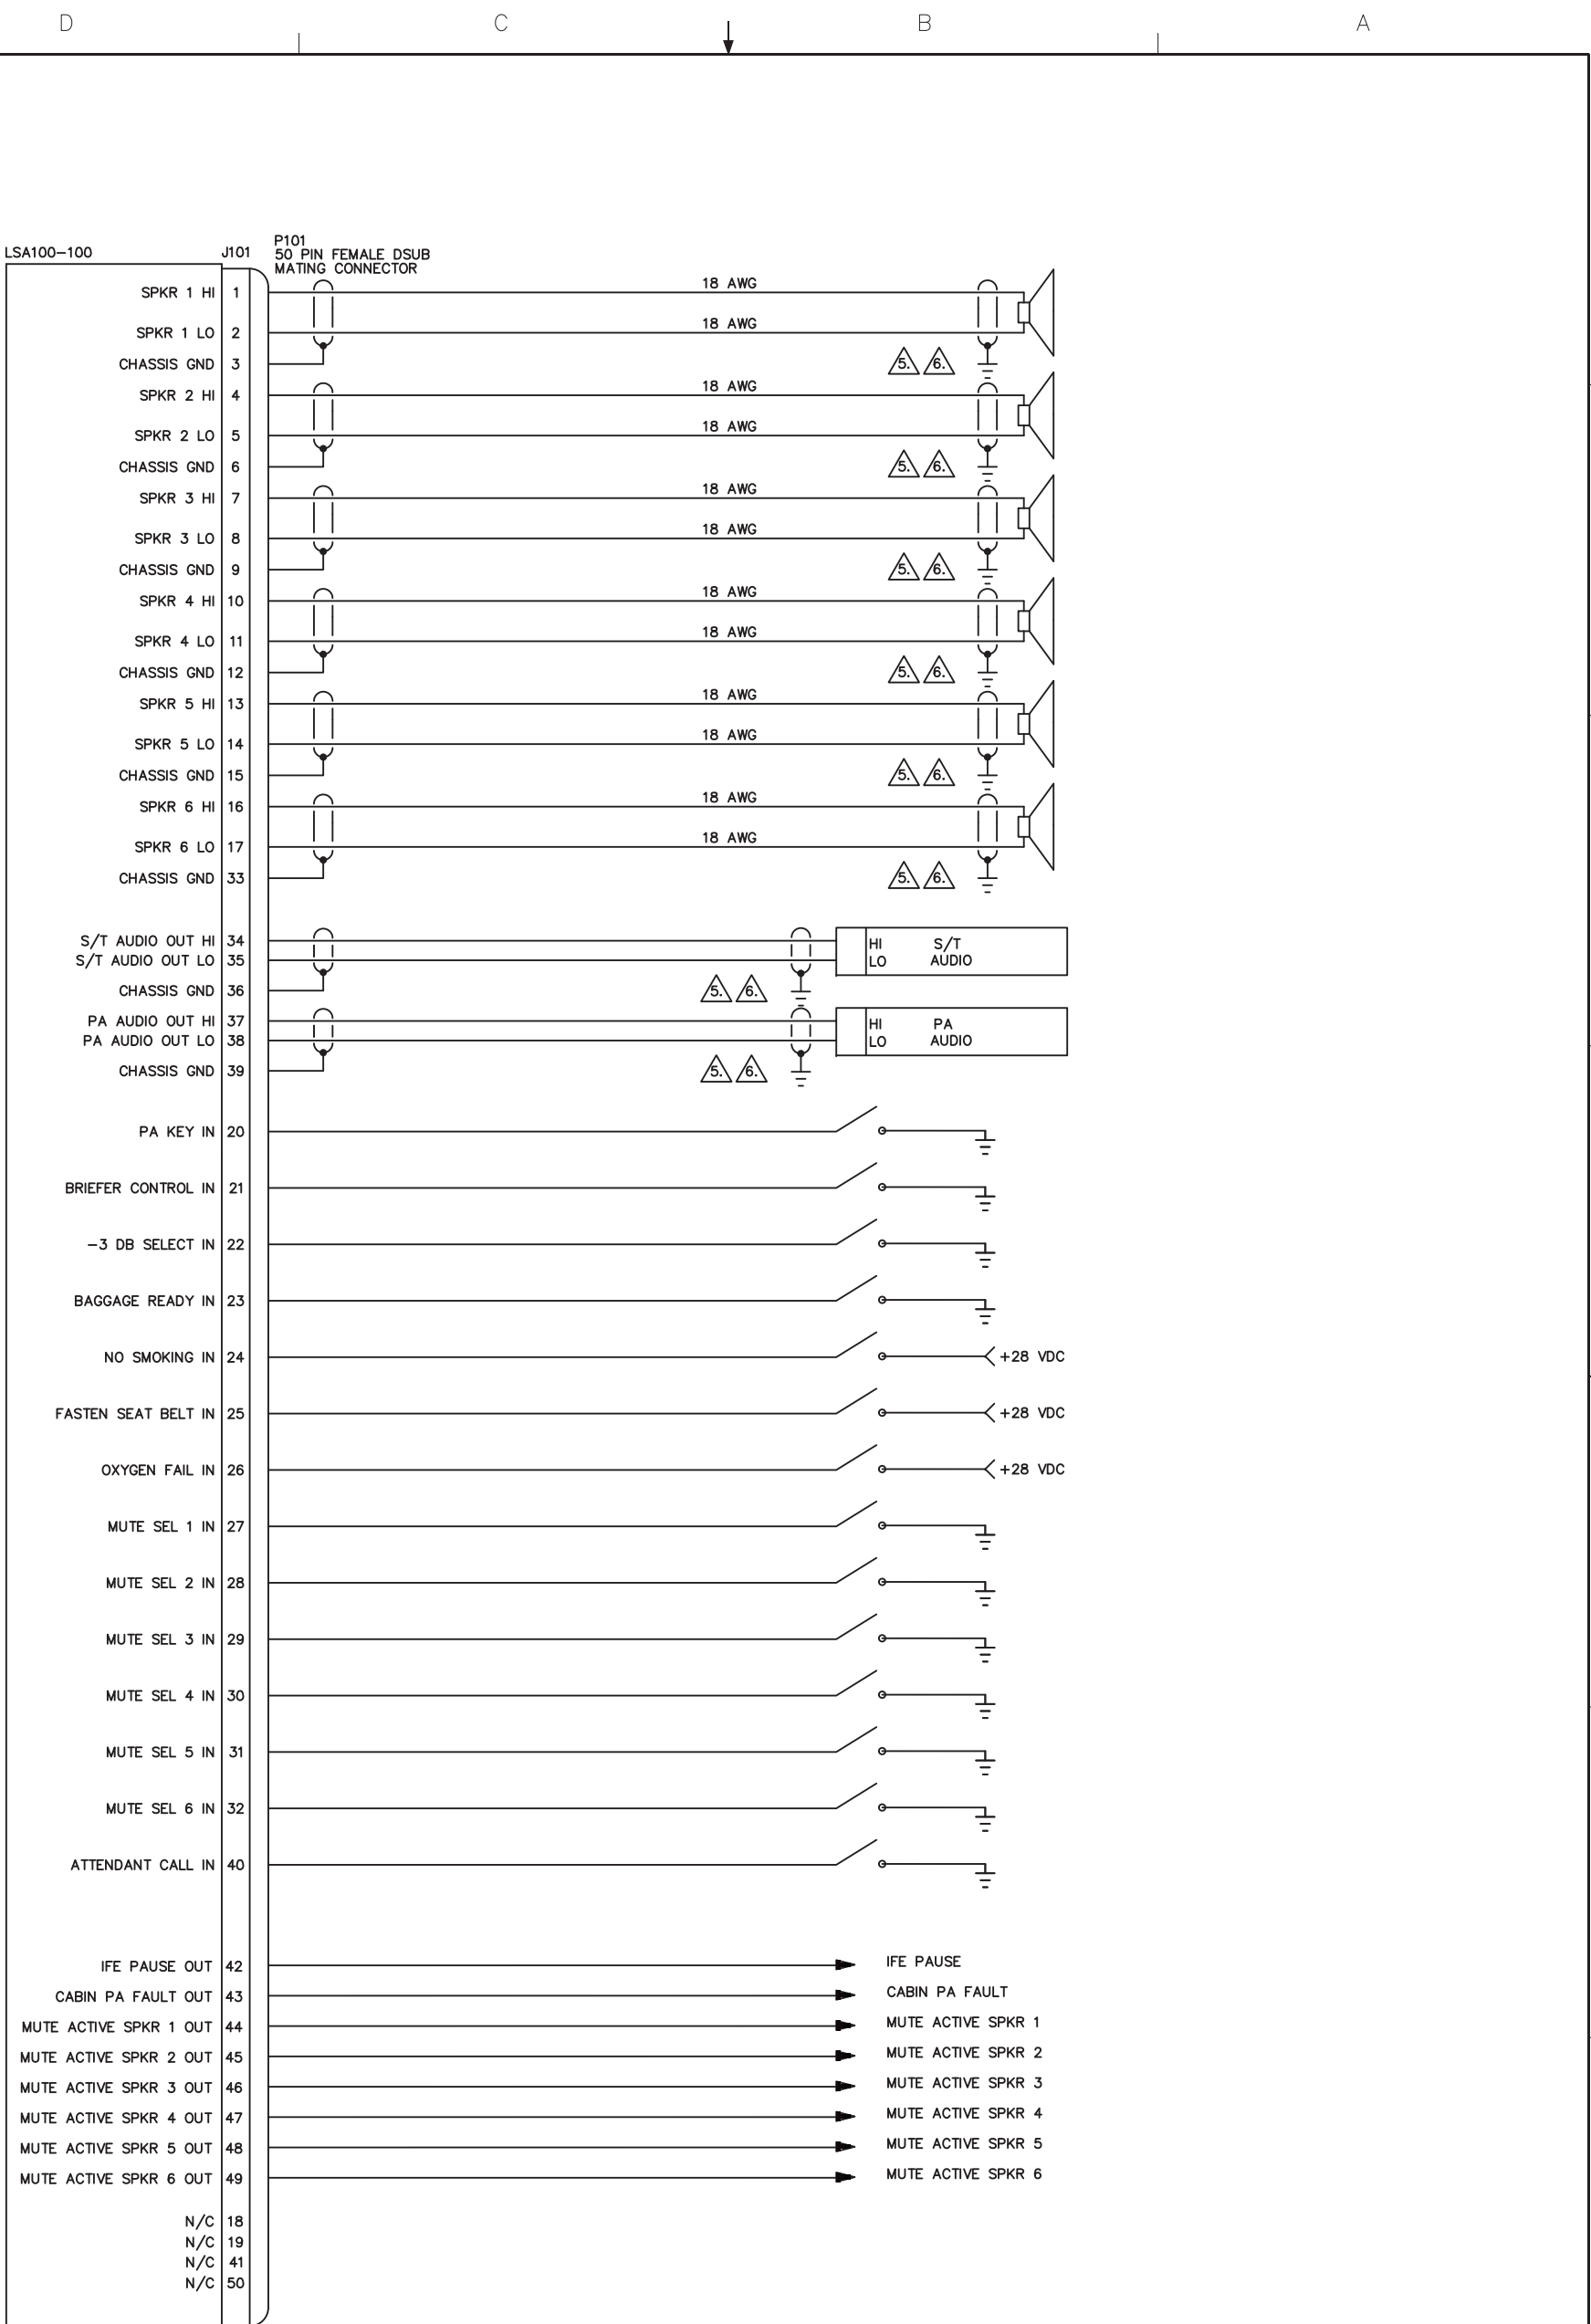 D C B A
LSA100-100 J101 P101
50 PIN FEMALE DSUB
MATING CONNECTOR
SPKR 1 HI 1 18 AWG
SPKR 1 LO 2 18 AWG
CHASSIS GND 3 5. 6.
SPKR 2 HI 4 18 AWG
SPKR 2 LO 5 18 AWG
CHASSIS GND 6 5. 6.
SPKR 3 HI 7 18 AWG
SPKR 3 LO 8 18 AWG
CHASSIS GND 9 5. 6.
SPKR 4 HI 10 18 AWG
SPKR 4 LO 11 18 AWG
CHASSIS GND 12 5. 6.
SPKR 5 HI 13 18 AWG
SPKR 5 LO 14 18 AWG
CHASSIS GND 15 5. 6.
SPKR 6 HI 16 18 AWG
SPKR 6 LO 17 18 AWG
CHASSIS GND 33 5. 6.
S/T AUDIO OUT HI 34 HI S/T
S/T AUDIO OUT LO 35 LO AUDIO
CHASSIS GND 36 5. 6.
PA AUDIO OUT HI 37 HI PA
PA AUDIO OUT LO 38 LO AUDIO
CHASSIS GND 39 5. 6.
PA KEY IN 20
BRIEFER CONTROL IN 21
-3 DB SELECT IN 22
BAGGAGE READY IN 23
NO SMOKING IN 24 +28 VDC
FASTEN SEAT BELT IN 25 +28 VDC
OXYGEN FAIL IN 26 +28 VDC
MUTE SEL 1 IN 27
MUTE SEL 2 IN 28
MUTE SEL 3 IN 29
MUTE SEL 4 IN 30
MUTE SEL 5 IN 31
MUTE SEL 6 IN 32
ATTENDANT CALL IN 40
IFE PAUSE OUT 42 IFE PAUSE
CABIN PA FAULT OUT 43 CABIN PA FAULT
MUTE ACTIVE SPKR 1 OUT 44 MUTE ACTIVE SPKR 1
MUTE ACTIVE SPKR 2 OUT 45 MUTE ACTIVE SPKR 2
MUTE ACTIVE SPKR 3 OUT 46 MUTE ACTIVE SPKR 3
MUTE ACTIVE SPKR 4 OUT 47 MUTE ACTIVE SPKR 4
MUTE ACTIVE SPKR 5 OUT 48 MUTE ACTIVE SPKR 5
MUTE ACTIVE SPKR 6 OUT 49 MUTE ACTIVE SPKR 6
N/C 18
N/C 19
N/C 41
N/C 50